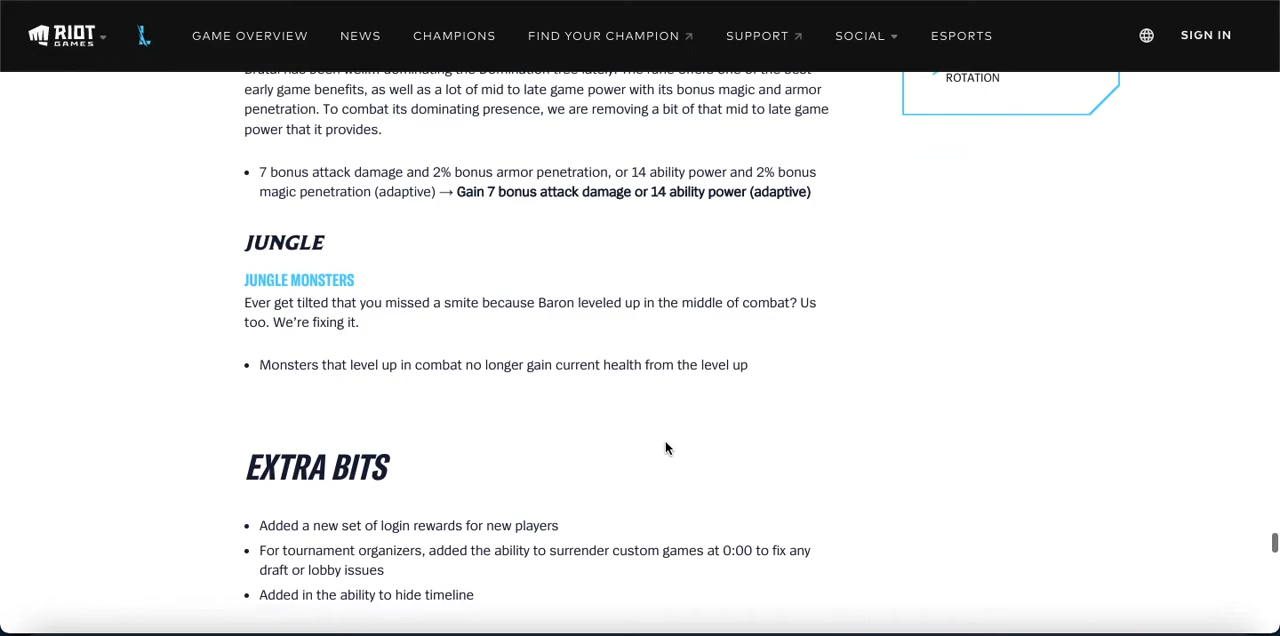 RIOT
GAMES
GAME OVERVIEW
NEWS
CHAMPIONS
FIND YOUR CHAMPION
SUPPORT
SOCIAL
ESPORTS
SIGN IN
ROTATION
early game benefits, as well as a lot of mid to late game power with its bonus magic and armor
penetration. To combat its dominating presence, we are removing a bit of that mid to late game
power that it provides.
• 7 bonus attack damage and 2% bonus armor penetration, or 14 ability power and 2% bonus
magic penetration (adaptive) → Gain 7 bonus attack damage or 14 ability power (adaptive)
JUNGLE
JUNGLE MONSTERS
Ever get tilted that you missed a smite because Baron leveled up in the middle of combat? Us
too. We're fixing it.
• Monsters that level up in combat no longer gain current health from the level up
EXTRA BITS
• Added a new set of login rewards for new players
• For tournament organizers, added the ability to surrender custom games at 0:00 to fix any
draft or lobby issues
• Added in the ability to hide timeline